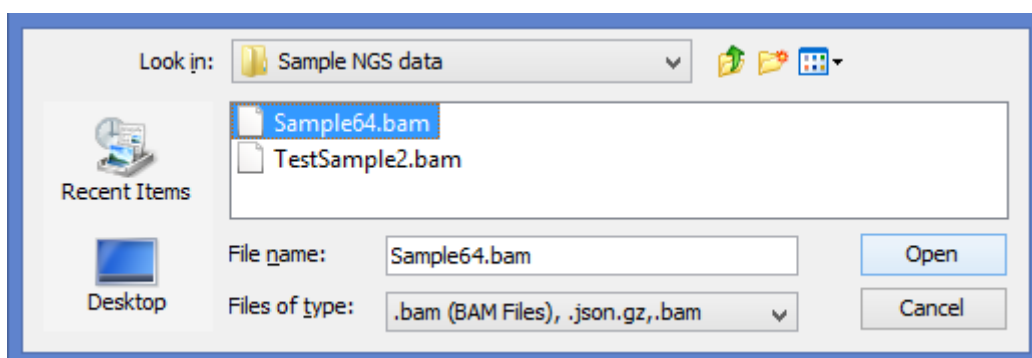 Look in: Sample NGS data
Sample64.bam
TestSample2.bam
Recent Items
File name: Sample64.bam Open
Desktop
Files of type: .bam (BAM Files), .json.gz,.bam Cancel